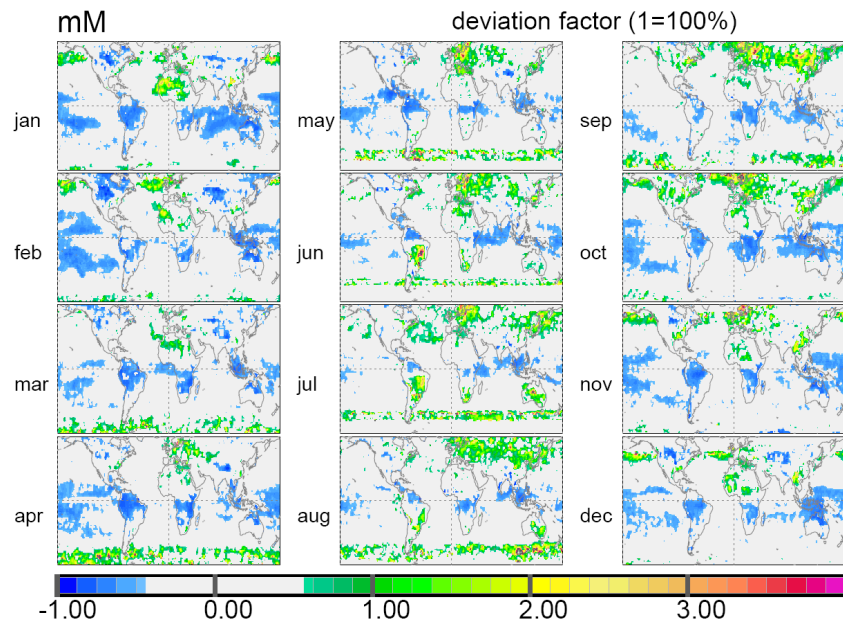 mM deviation factor (1=100%)
jan may sep
feb jun oct
mar jul nov
apr aug dec
-1.00 0.00 1.00 2.00 3.00